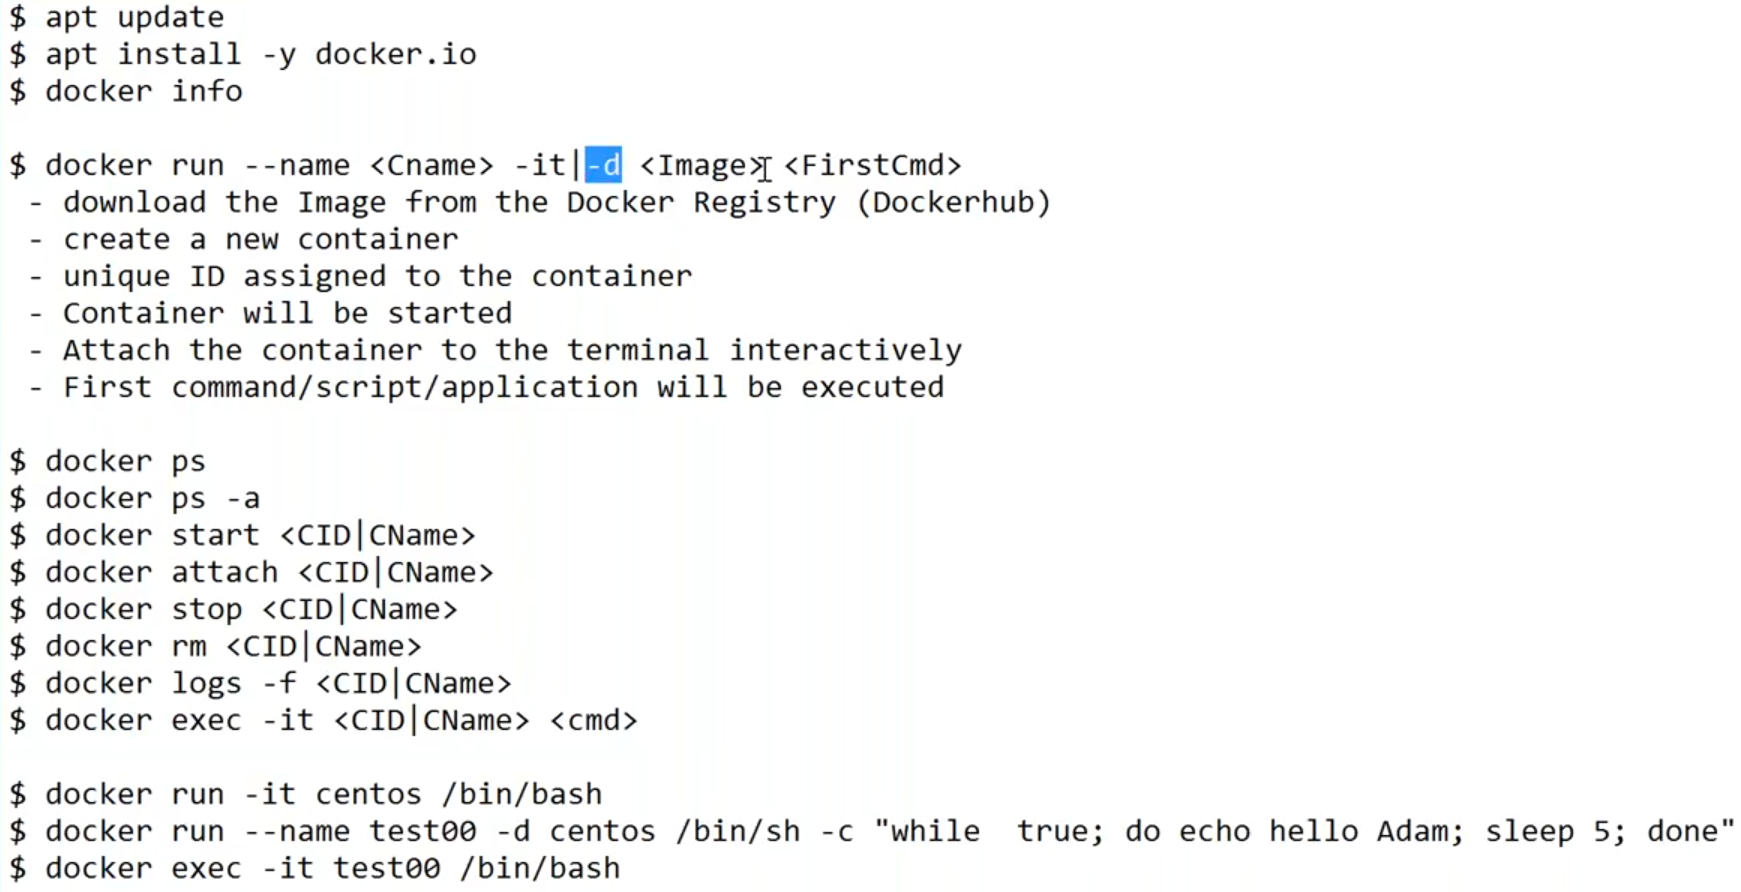 $ apt update
$ apt install -y docker.io
$ docker info
$ docker run --name <Cname> -it|-d <Image> <FirstCmd>
- download the Image from the Docker Registry (Dockerhub)
- create a new container
- unique ID assigned to the container
- Container will be started
- Attach the container to the terminal interactively
- First command/script/application will be executed
$ docker ps
$ docker ps -a
$ docker start <CID|CName>
$ docker attach <CID|CName>
$ docker stop <CID|CName>
$ docker rm <CID|CName>
$ docker logs -f <CID|CName>
$ docker exec -it <CID|CName> <cmd>
$ docker run -it centos /bin/bash
$ docker run --name test00 -d centos /bin/sh -c "while  true; do echo hello Adam; sleep 5; done"
$ docker exec -it test00 /bin/bash